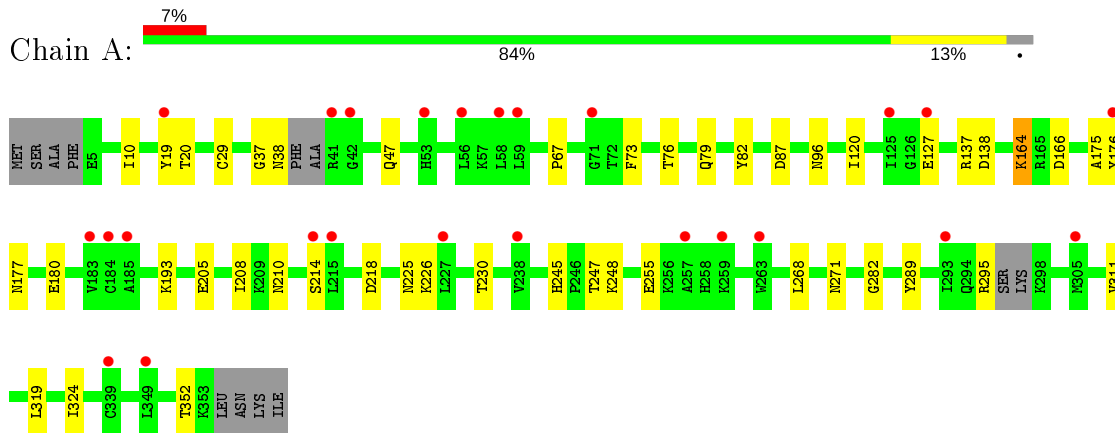 7%
Chain A:
84% 13% •
MET SER ALA PHE E5 I10 Y19 T20 C29 G37 N38 PHE ALA R41 G42 Q47 H53 L56 K57 L58 L59 P67 G71 T72 F73 T76 Q79 Y82 D87 N96 I120 I125 G126 E127 R137 D138 K164 R165 D166 A175 Y176
N177 E180 V183 C184 A185 K193 E205 I208 K209 N210 S214 L215 D218 N225 K226 L227 T230 V238 H245 P246 T247 K248 E255 K256 A257 H258 K259 W263 L268 N271 G282 Y289 I293 Q294 R295 SER LYS K298 M305 V311
L319 I324 C339 L349 T352 K353 LEU ASN LYS ILE